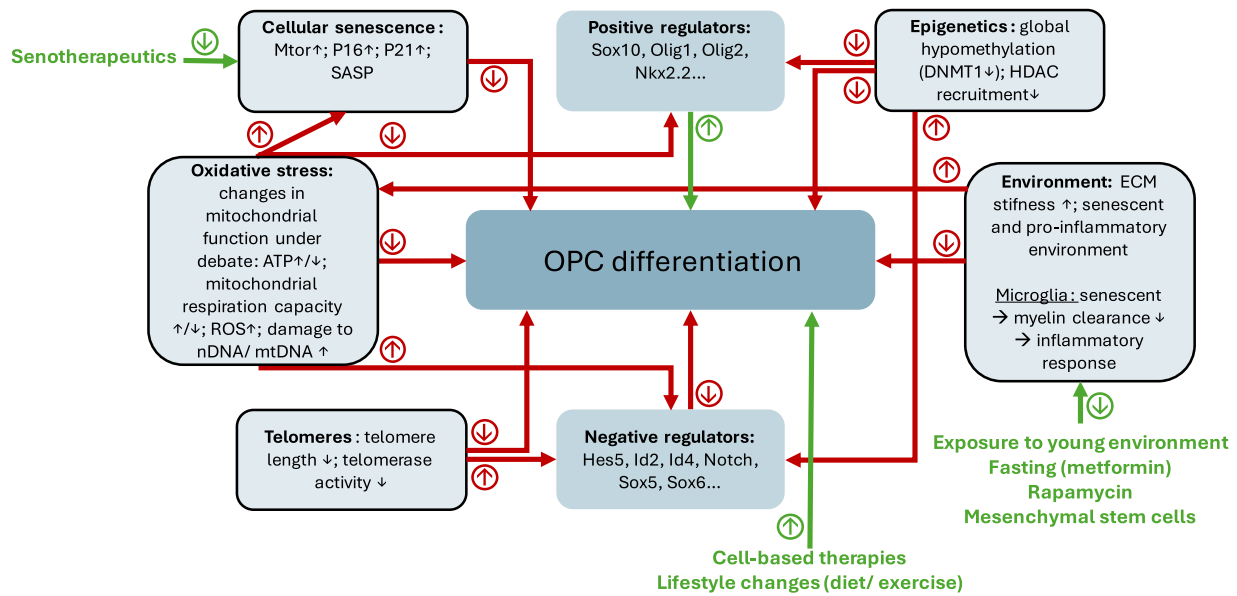 Cellular senescence :
Mtor↑; P16↑; P21↑;
SASP
Positive regulators:
Sox10, Olig1, Olig2,
Nkx2.2...
Epigenetics : global
hypomethylation
(DNMT1↓); HDAC
recruitment↓
Senotherapeutics
Oxidative stress:
changes in
mitochondrial
function under
debate: ATP↑/↓;
mitochondrial
respiration capacity
↑/↓; ROS↑; damage to
nDNA/ mtDNA ↑
OPC differentiation
Environment: ECM
stifness ↑; senescent
and pro-inflammatory
environment
Microglia : senescent
→ myelin clearance ↓
→ inflammatory
response
Telomeres : telomere
length ↓; telomerase
activity ↓
Negative regulators:
Hes5, Id2, Id4, Notch,
Sox5, Sox6...
Exposure to young environment
Fasting (metformin)
Rapamycin
Mesenchymal stem cells
Cell-based therapies
Lifestyle changes (diet/ exercise)